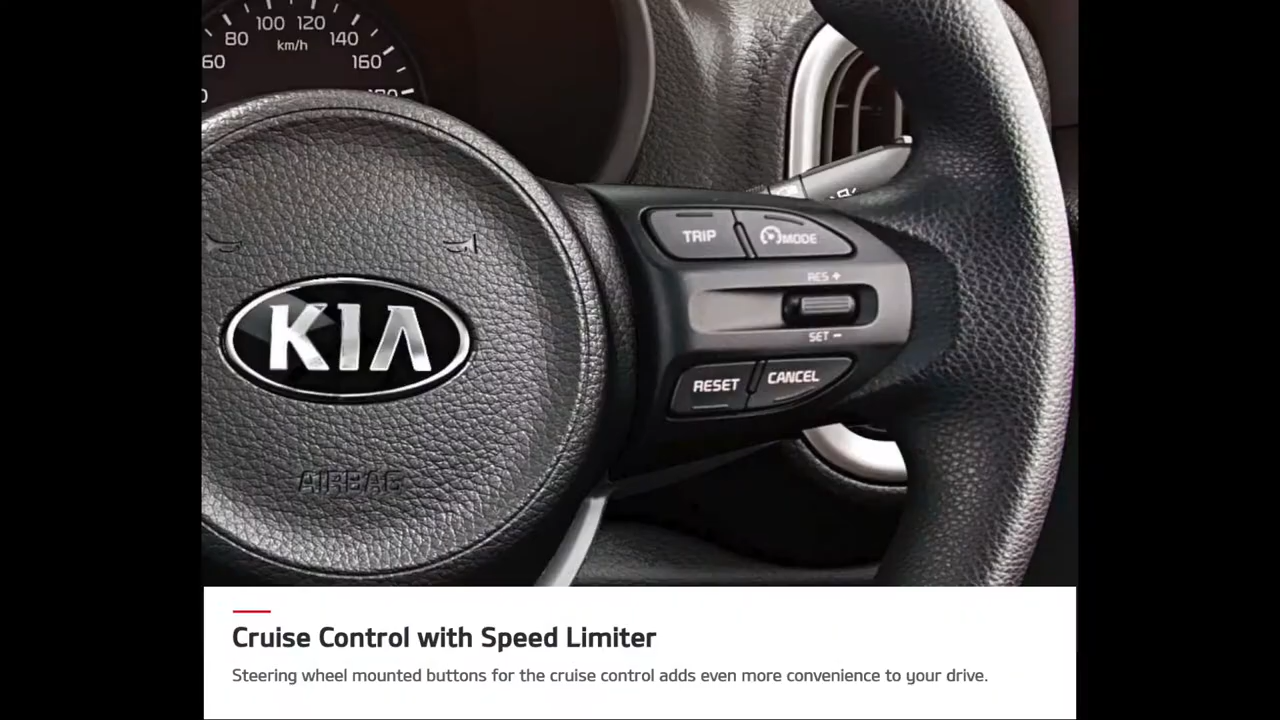 100 120
80 140
km/h
60 160
TRIP MODE
RES +
SET −
KIA
RESET CANCEL
AIRBAG
Cruise Control with Speed Limiter
Steering wheel mounted buttons for the cruise control adds even more convenience to your drive.